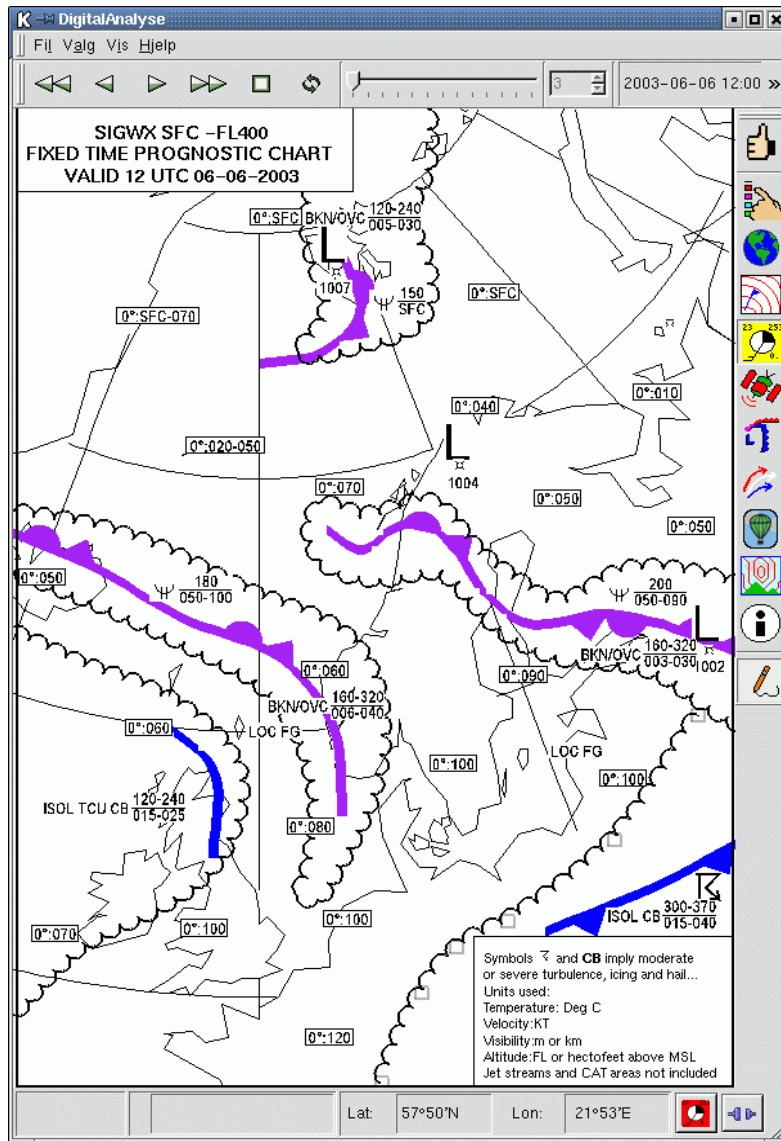 DigitalAnalyse
Fil Valg Vis Hjelp
3
2003-06-06 12:00 »
SIGWX SFC -FL400
FIXED TIME PROGNOSTIC CHART
VALID 12 UTC 06-06-2003
0°:SFC
BKN/OVC 120-240
005-030
L
1007
150
SFC
0°:SFC
0°:SFC-070
0°:010
0°:040
L
1004
0°:020-050
0°:070
0°:050
0°:050
0°:050
180
050-100
200
050-090
L
1002
BKN/OVC 160-320
003-030
0°:060
0°:090
BKN/OVC 160-320
006-040
0°:060
LOC FG
LOC FG
0°:100
0°:100
ISOL TCU CB 120-240
015-025
0°:080
ISOL CB 300-370
015-040
0°:070
0°:100
0°:100
0°:120
Symbols and CB imply moderate
or severe turbulence, icing and hail...
Units used:
Temperature: Deg C
Velocity:KT
Visibility:m or km
Altitude:FL or hectofeet above MSL
Jet streams and CAT areas not included
Lat: 57°50'N Lon: 21°53'E